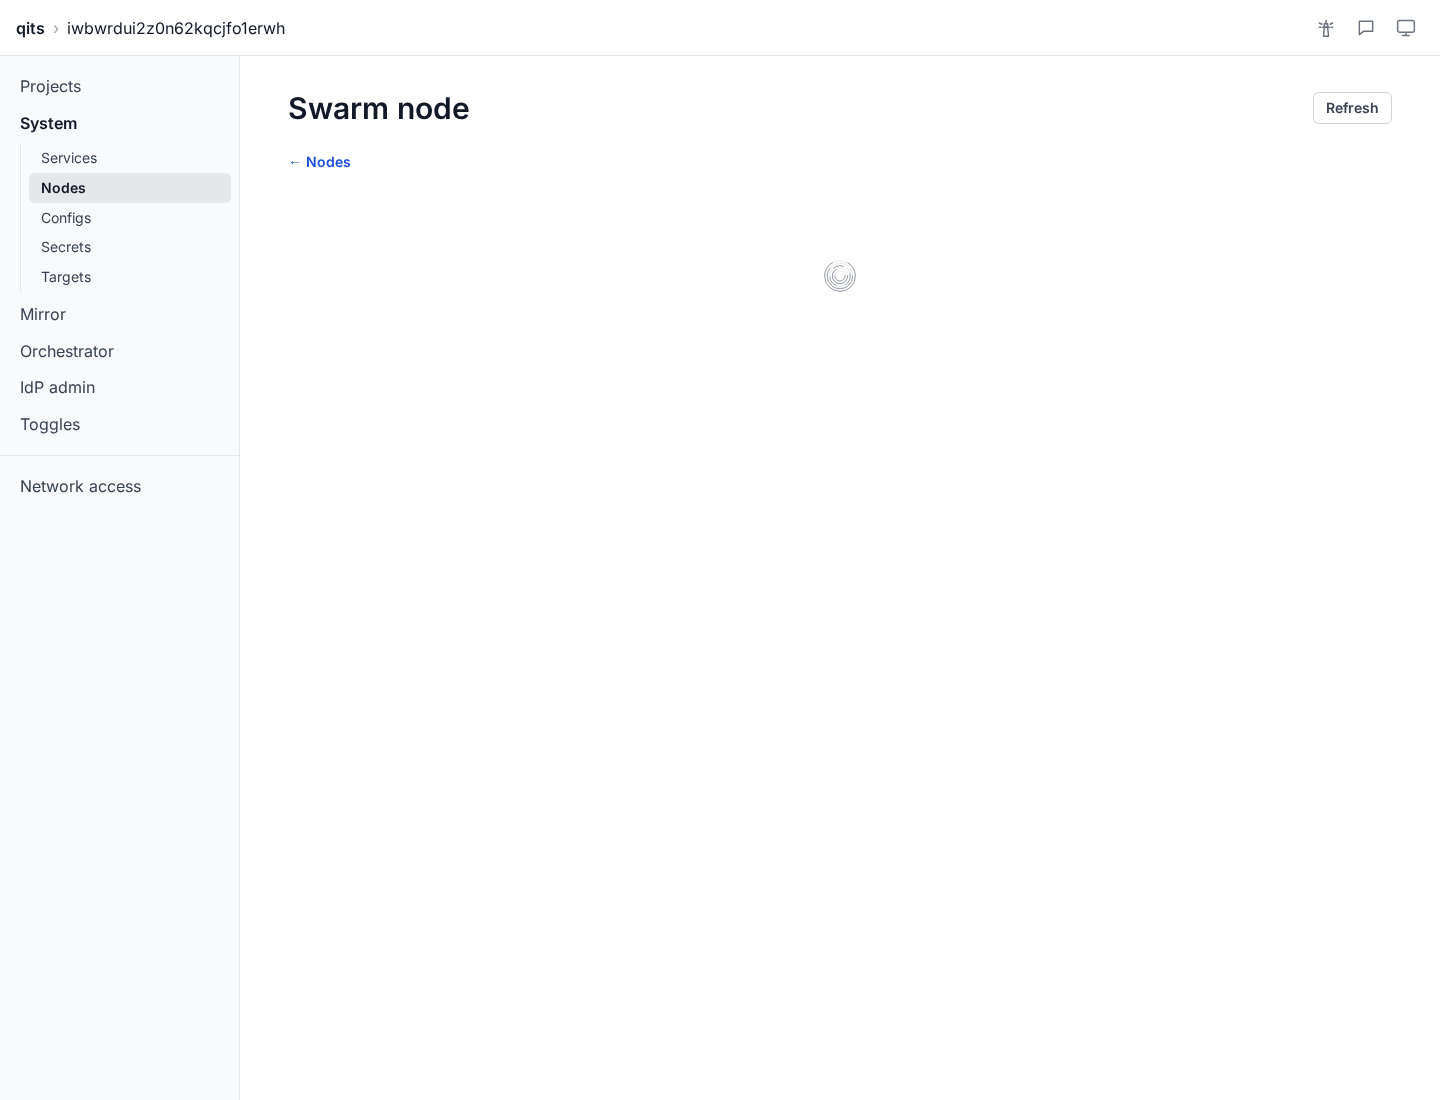 qits › iwbwrdui2z0n62kqcjfo1erwh
Projects
System
Services
Nodes
Configs
Secrets
Targets
Mirror
Orchestrator
IdP admin
Toggles
Network access
Swarm node
Refresh
← Nodes